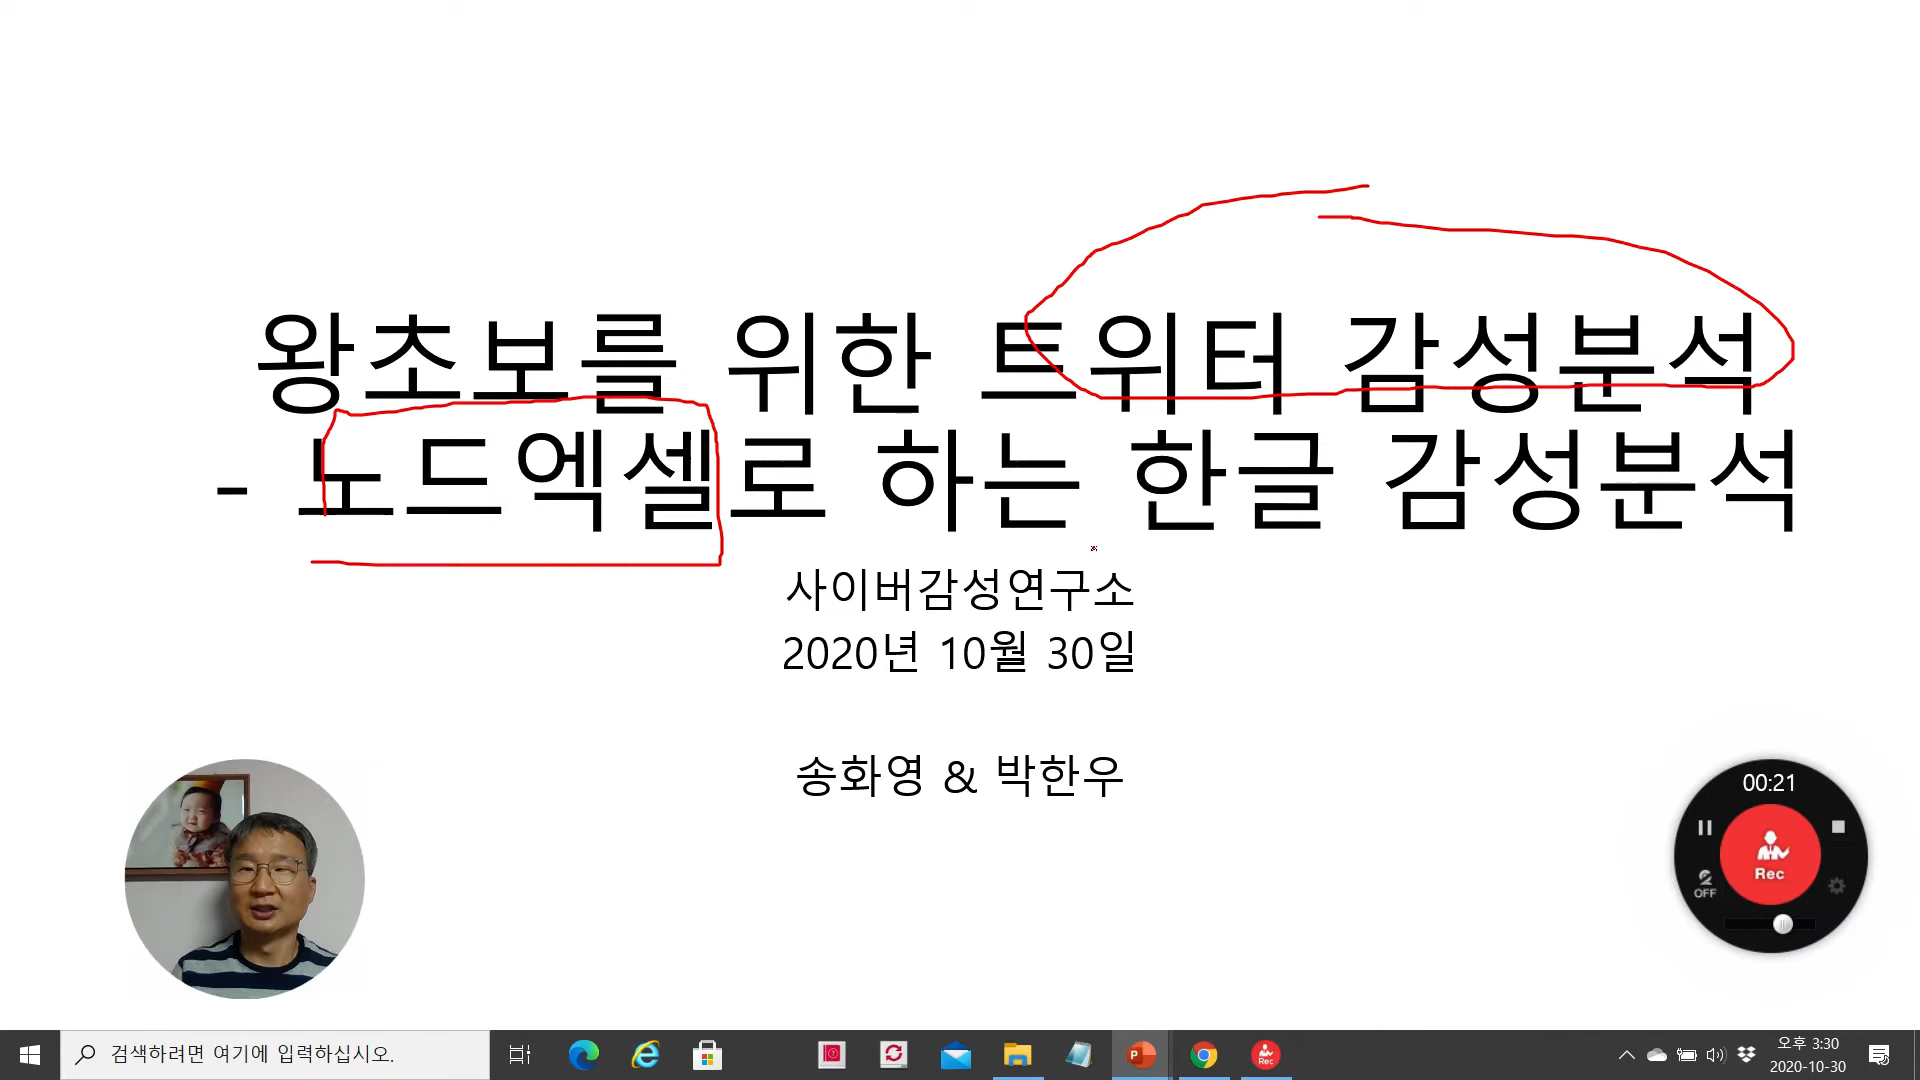 왕초보를 위한 트위터 감성분석
- 노드엑셀로 하는 한글 감성분석
사이버감성연구소
2020년 10월 30일
송화영 & 박한우
00:21
Rec
OFF
검색하려면 여기에 입력하십시오.
P
Rec
오후 3:30
2020-10-30